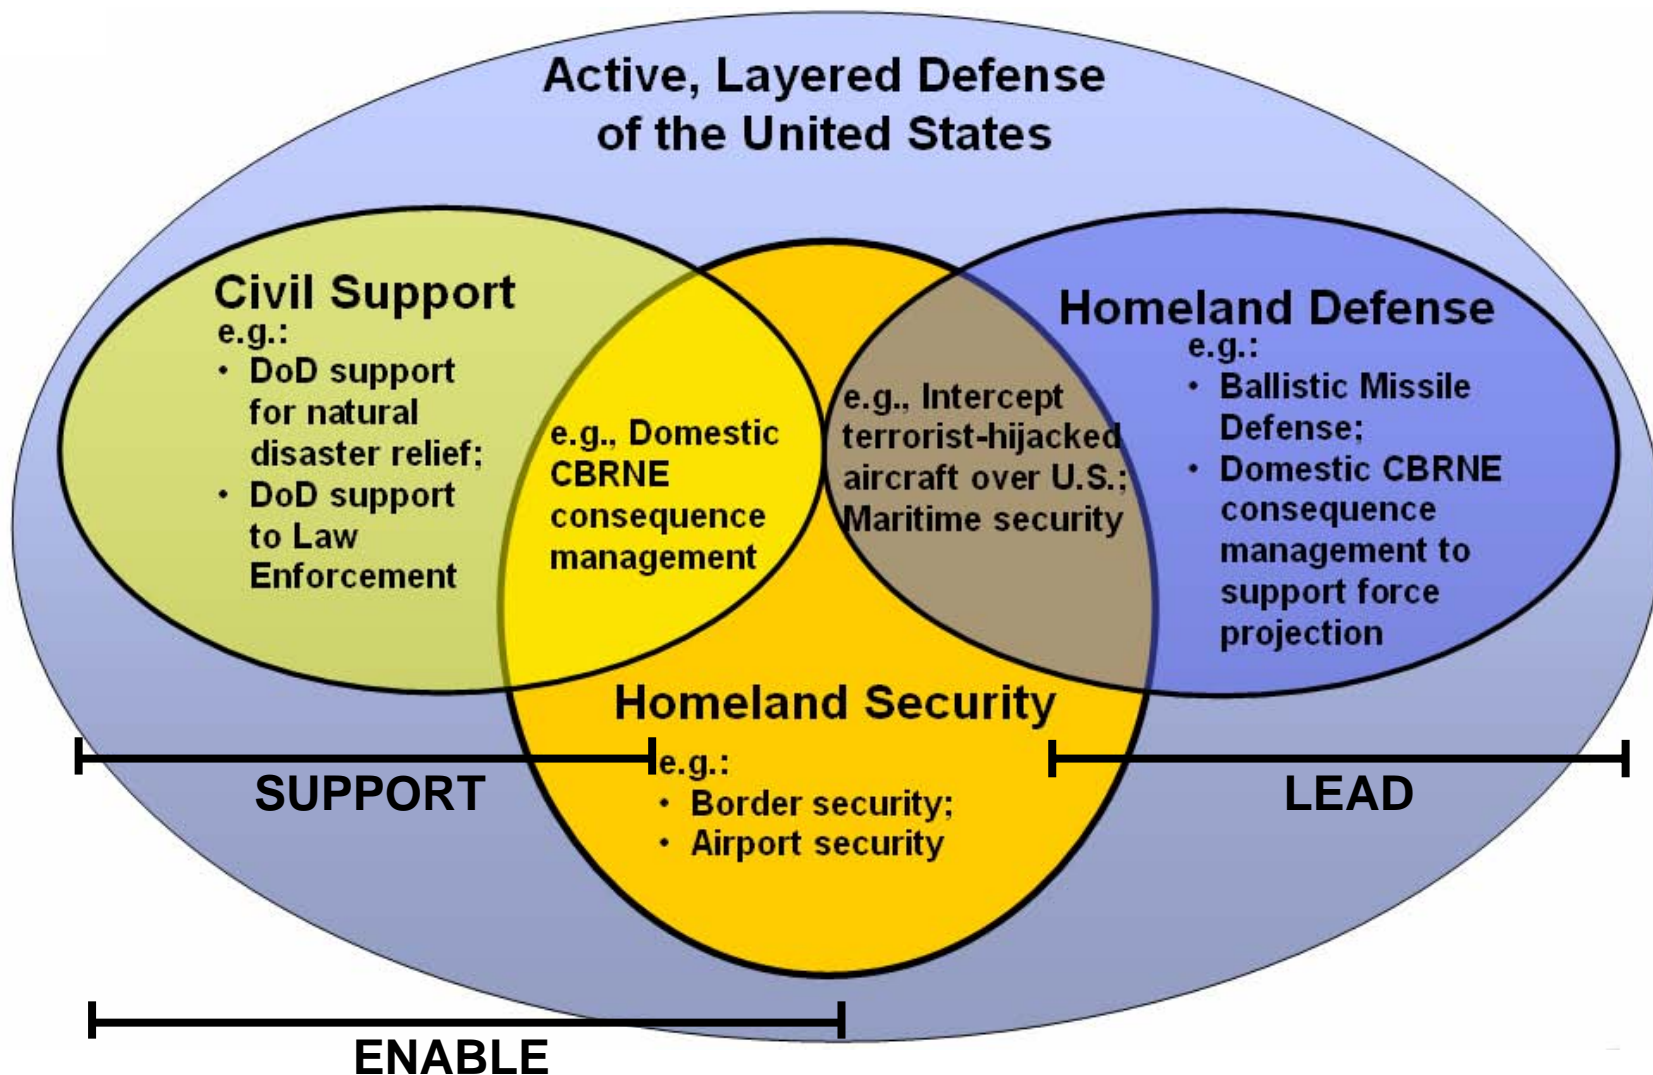 Active, Layered Defense
of the United States
Civil Support
e.g.:
• DoD support
for natural
disaster relief;
• DoD support
to Law
Enforcement
e.g., Domestic
CBRNE
consequence
management
e.g., Intercept
terrorist-hijacked
aircraft over U.S.;
Maritime security
Homeland Defense
e.g.:
• Ballistic Missile
Defense;
• Domestic CBRNE
consequence
management to
support force
projection
Homeland Security
e.g.:
• Border security;
• Airport security
SUPPORT
LEAD
ENABLE